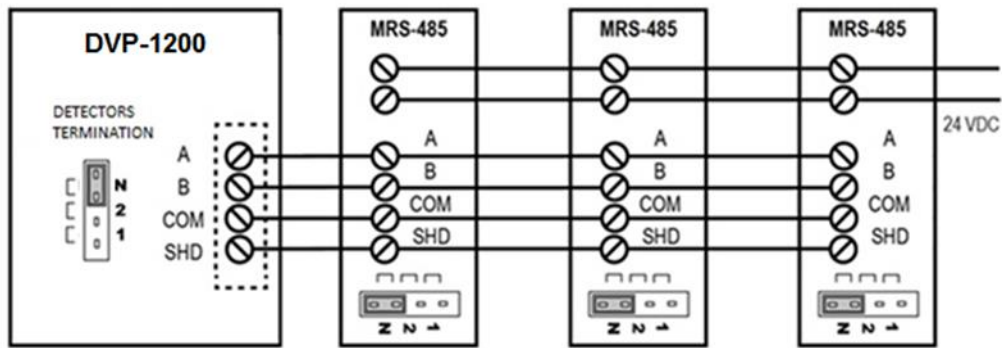 DVP-1200
DETECTORS
TERMINATION
N
2
1
A
B
COM
SHD
MRS-485
A
B
COM
SHD
N 2 1
MRS-485
A
B
COM
SHD
N 2 1
MRS-485
24 VDC
A
B
COM
SHD
N 2 1